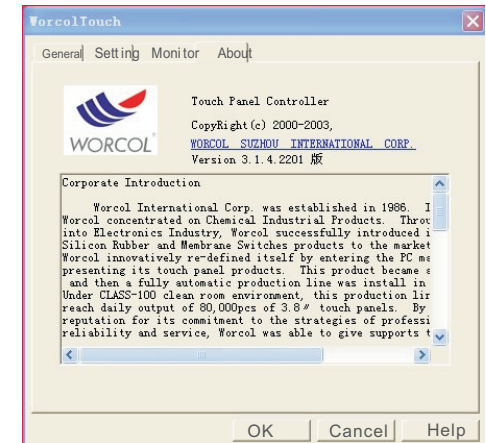 WorcolTouch
General Setting Monitor About
WORCOL
Touch Panel Controller
CopyRight(c) 2000-2003,
WORCOL SUZHOU INTERNATIONAL CORP.
Version 3.1.4.2201 版
Corporate Introduction
Worcol International Corp. was established in 1986. I
Worcol concentrated on Chemical Industrial Products. Throu
into Electronics Industry, Worcol successfully introduced i
Silicon Rubber and Membrane Switches products to the market
Worcol innovatively re-defined itself by entering the PC ma
presenting its touch panel products. This product became
and then a fully automatic production line was install in
Under CLASS-100 clean room environment, this production lin
reach daily output of 80,000pcs of 3.8″ touch panels. By
reputation for its commitment to the strategies of professi
reliability and service, Worcol was able to give supports t
OK Cancel Help